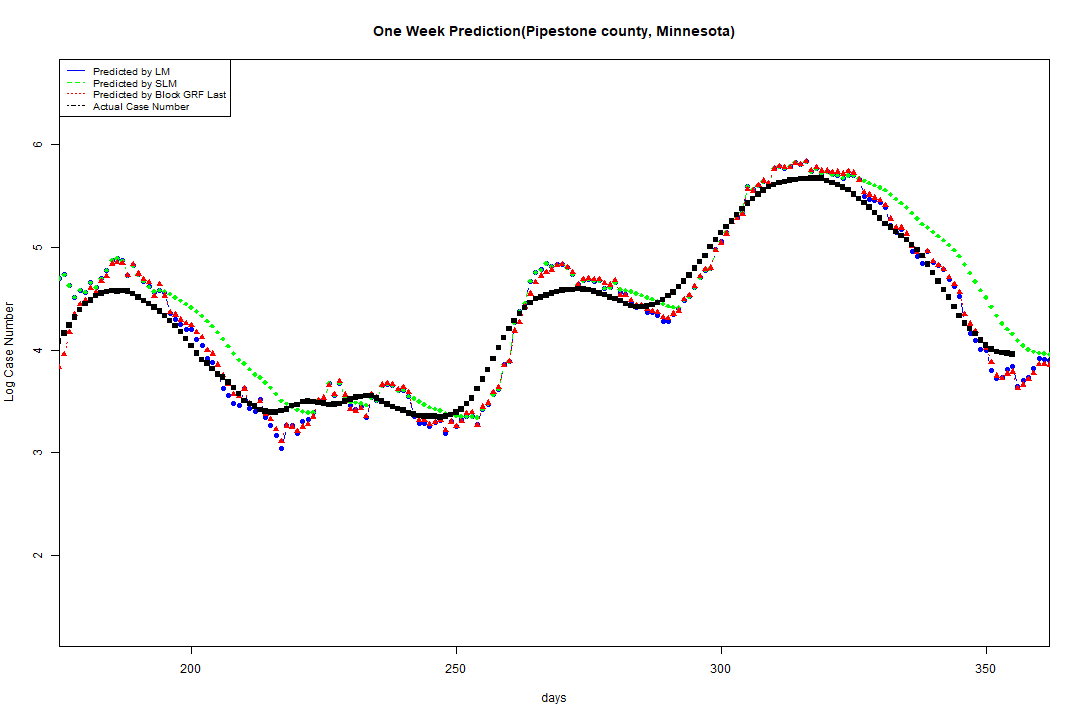 One Week Prediction(Pipestone county, Minnesota)
Predicted by LM
Predicted by SLM
Predicted by Block GRF Last
Actual Case Number
6
5
4
3
2
Log Case Number
200
250
300
350
days